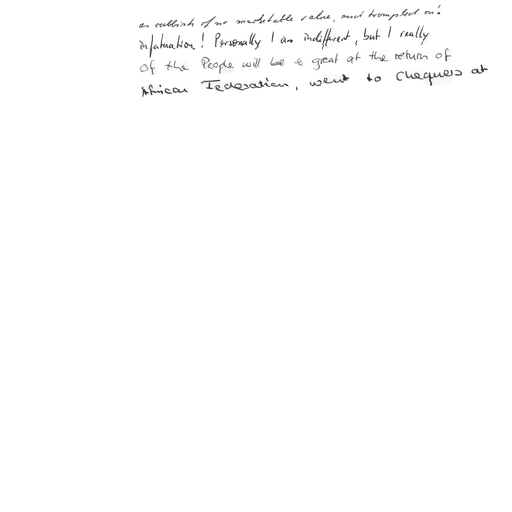 as rubbish of no marketable value, and trampled on!
infatuation! Personally I am indifferent, but I really
of the People will be so great at the return of
African Federation, went to Chequers at